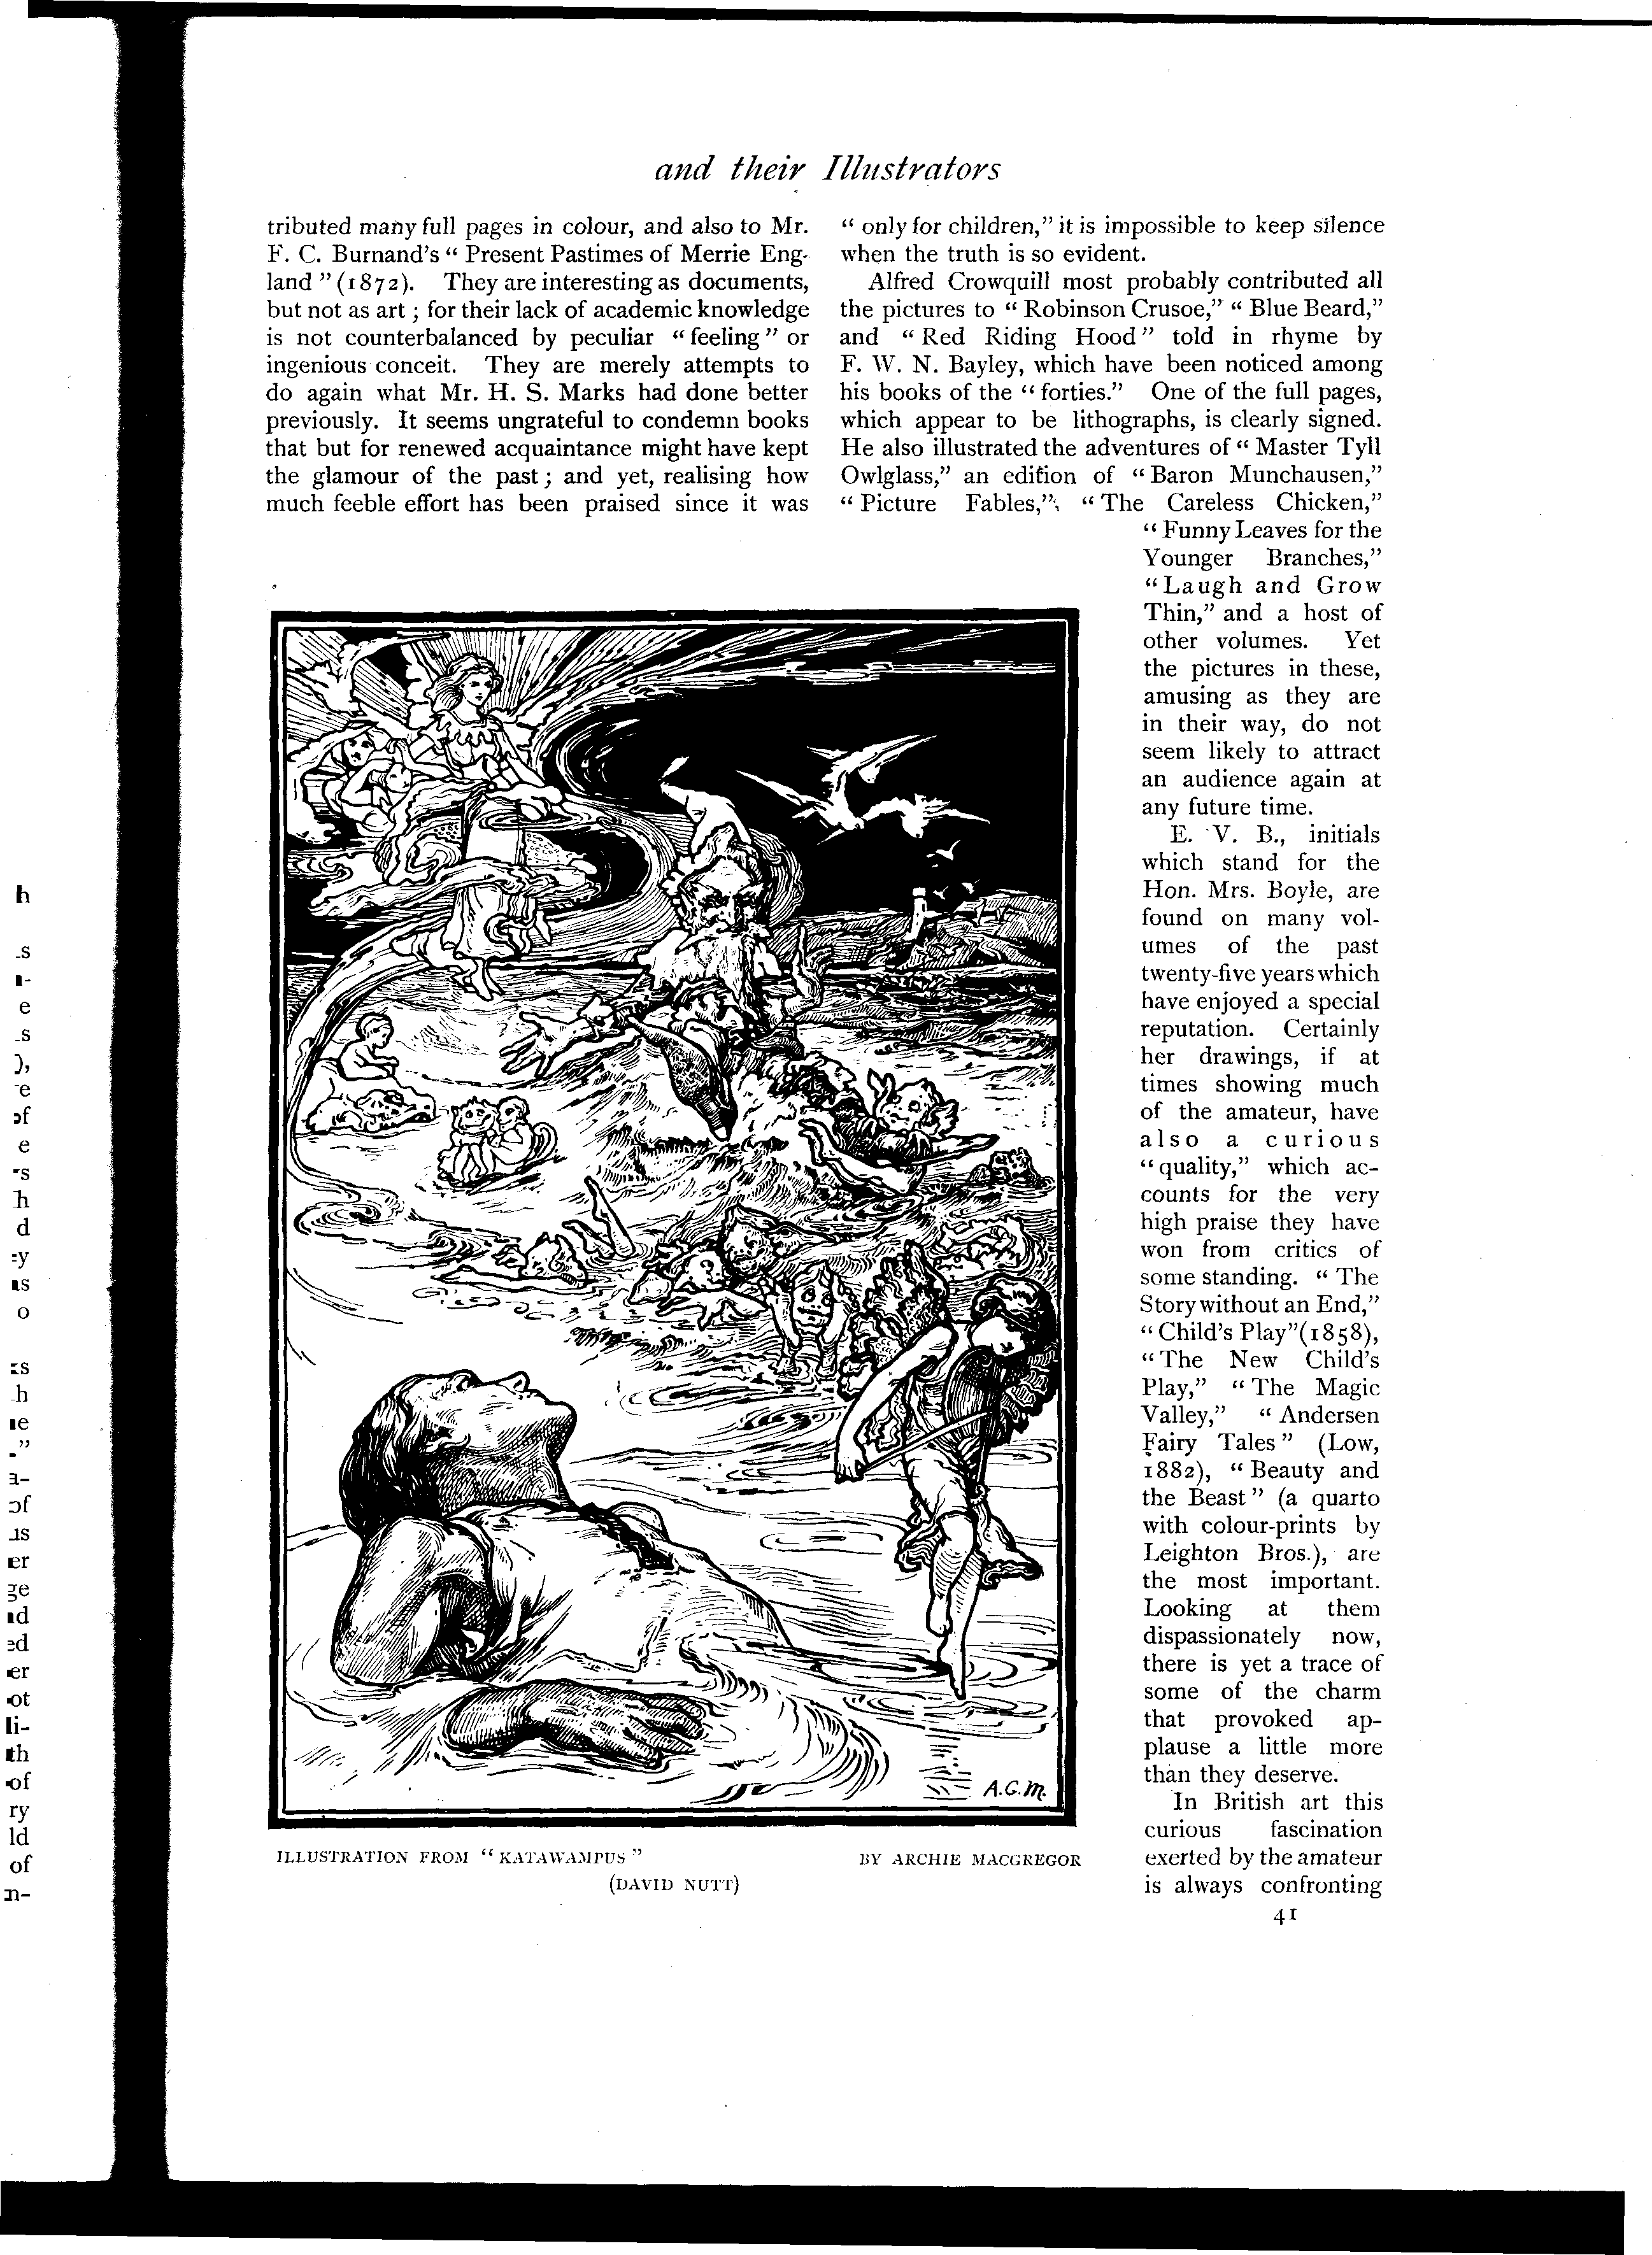 and their Illustrators
tributed many full pages in colour, and also to Mr.
F. C. Burnand's “ Present Pastimes of Merrie Eng-
land ” (1872). They are interesting as documents,
but not as art ; for their lack of academic knowledge
is not counterbalanced by peculiar “ feeling ” or
ingenious conceit. They are merely attempts to
do again what Mr. H. S. Marks had done better
previously. It seems ungrateful to condemn books
that but for renewed acquaintance might have kept
the glamour of the past ; and yet, realising how
much feeble effort has been praised since it was
“ only for children,” it is impossible to keep silence
when the truth is so evident.
Alfred Crowquill most probably contributed all
the pictures to “ Robinson Crusoe,” “ Blue Beard,”
and “ Red Riding Hood ” told in rhyme by
F. W. N. Bayley, which have been noticed among
his books of the “ forties.” One of the full pages,
which appear to be lithographs, is clearly signed.
He also illustrated the adventures of “ Master Tyll
Owlglass,” an edition of “ Baron Munchausen,”
“ Picture Fables,” “ The Careless Chicken,”
“ Funny Leaves for the
Younger Branches,”
“ Laugh and Grow
Thin,” and a host of
other volumes. Yet
the pictures in these,
amusing as they are
in their way, do not
seem likely to attract
an audience again at
any future time.
E. V. B., initials
which stand for the
Hon. Mrs. Boyle, are
found on many vol-
umes of the past
twenty-five years which
have enjoyed a special
reputation. Certainly
her drawings, if at
times showing much
of the amateur, have
also a curious
“ quality,” which ac-
counts for the very
high praise they have
won from critics of
some standing. “ The
Story without an End,”
“ Child's Play” (1858),
“ The New Child's
Play,” “ The Magic
Valley,” “ Andersen
Fairy Tales ” (Low,
1882), “ Beauty and
the Beast ” (a quarto
with colour-prints by
Leighton Bros.), are
the most important.
Looking at them
dispassionately now,
there is yet a trace of
some of the charm
that provoked ap-
plause a little more
than they deserve.
In British art this
curious fascination
exerted by the amateur
is always confronting
A.G.M.
ILLUSTRATION FROM “ KATAWAMPUS ” BY ARCHIE MACGREGOR
(DAVID NUTT)
41